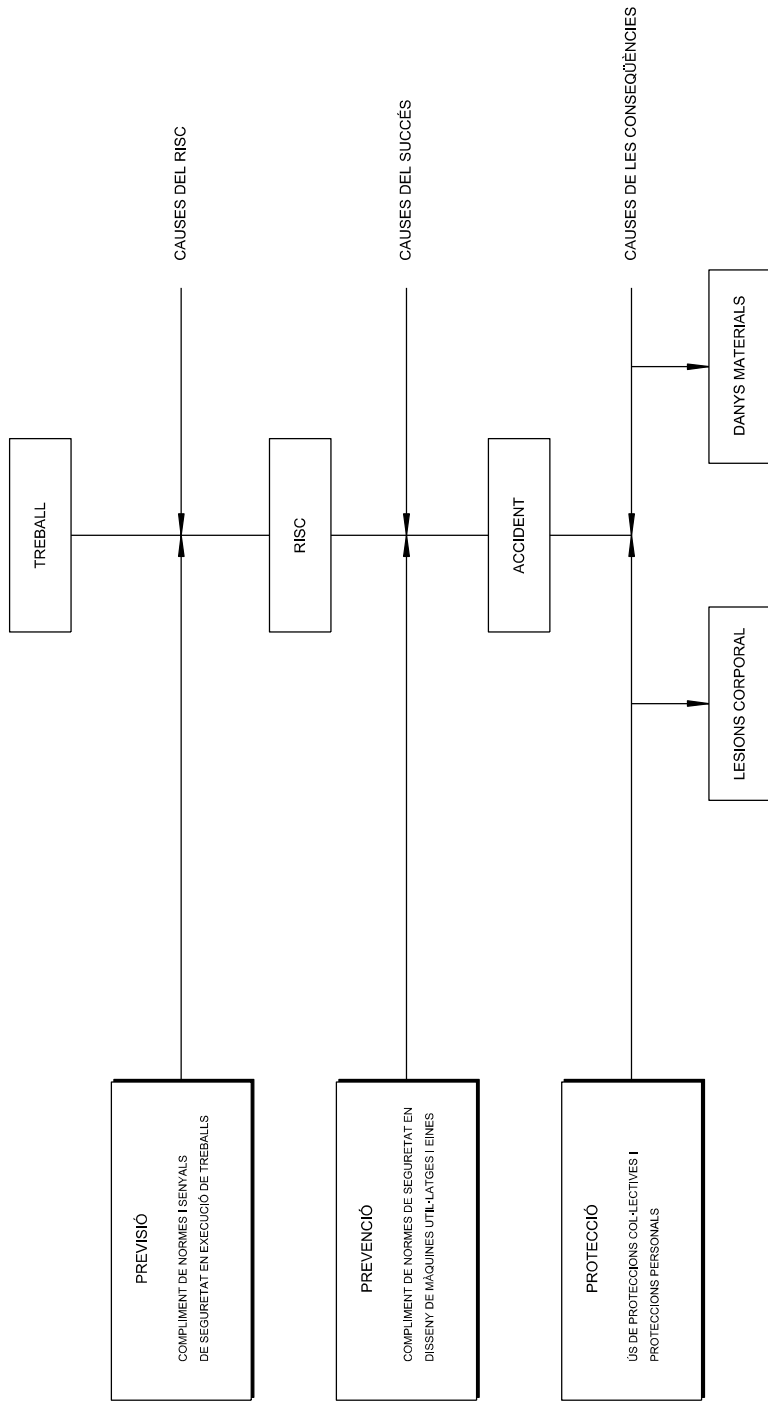 TREBALL
CAUSES DEL RISC
PREVISIÓ
COMPLIMENT DE NORMES I SENYALS
DE SEGURETAT EN EXECUCIÓ DE TREBALLS
RISC
CAUSES DEL SUCCÉS
PREVENCIÓ
COMPLIMENT DE NORMES DE SEGURETAT EN
DISSENY DE MÀQUINES UTIL·LATGES I EINES
ACCIDENT
CAUSES DE LES CONSEQÜÈNCIES
PROTECCIÓ
ÚS DE PROTECCIONS COL·LECTIVES I
PROTECCIONS PERSONALS
LESIONS CORPORAL
DANYS MATERIALS